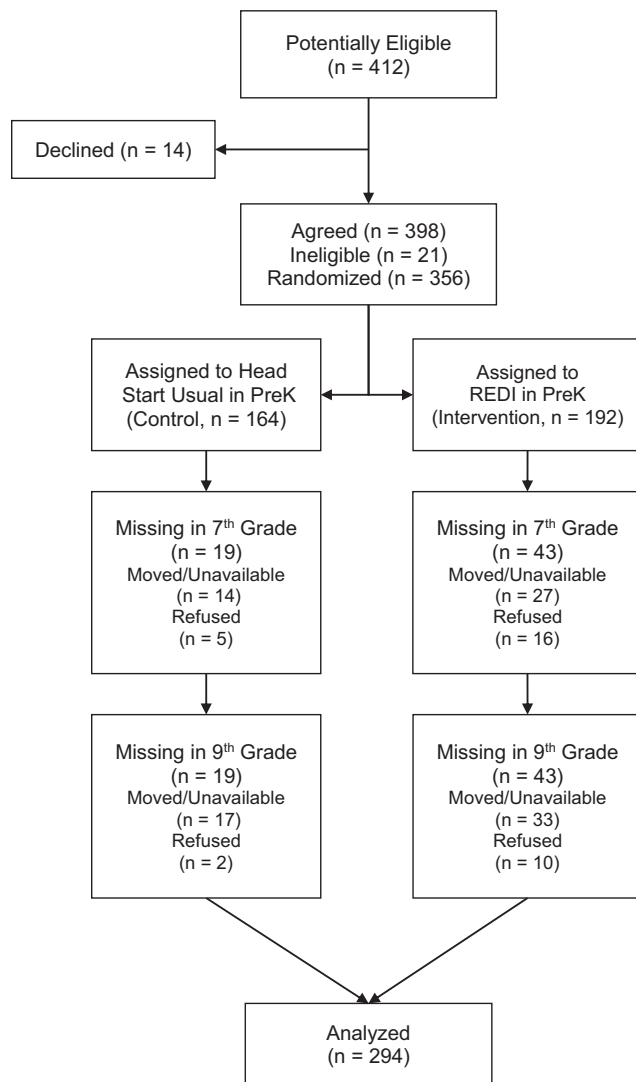 Potentially Eligible
(n = 412)
Declined (n = 14)
Agreed (n = 398)
Ineligible (n = 21)
Randomized (n = 356)
Assigned to Head
Start Usual in PreK
(Control, n = 164)
Assigned to
REDI in PreK
(Intervention, n = 192)
Missing in 7th Grade
(n = 19)
Moved/Unavailable
(n = 14)
Refused
(n = 5)
Missing in 7th Grade
(n = 43)
Moved/Unavailable
(n = 27)
Refused
(n = 16)
Missing in 9th Grade
(n = 19)
Moved/Unavailable
(n = 17)
Refused
(n = 2)
Missing in 9th Grade
(n = 43)
Moved/Unavailable
(n = 33)
Refused
(n = 10)
Analyzed
(n = 294)